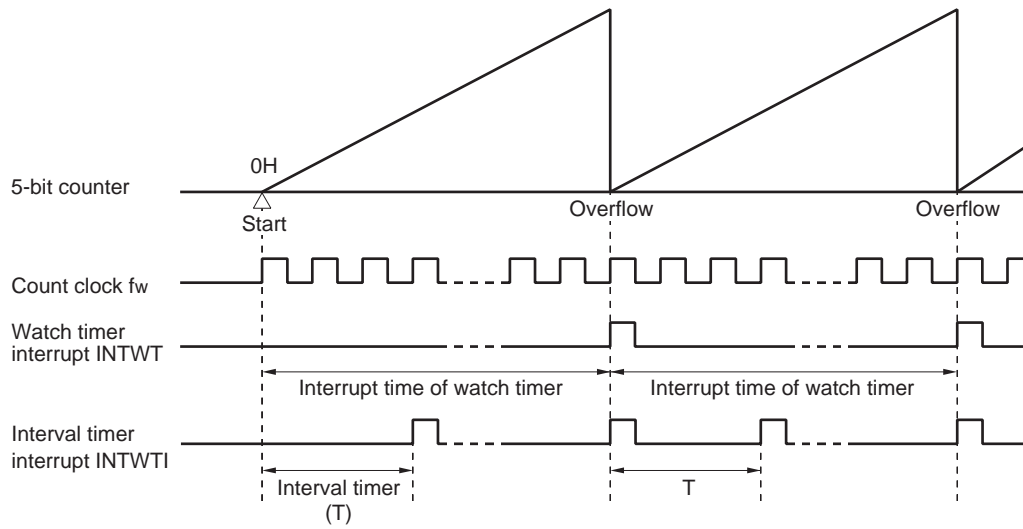 0H
5-bit counter
Start
Overflow
Overflow
Count clock fw
Watch timer
interrupt INTWT
Interrupt time of watch timer
Interrupt time of watch timer
Interval timer
interrupt INTWTI
Interval timer
(T)
T